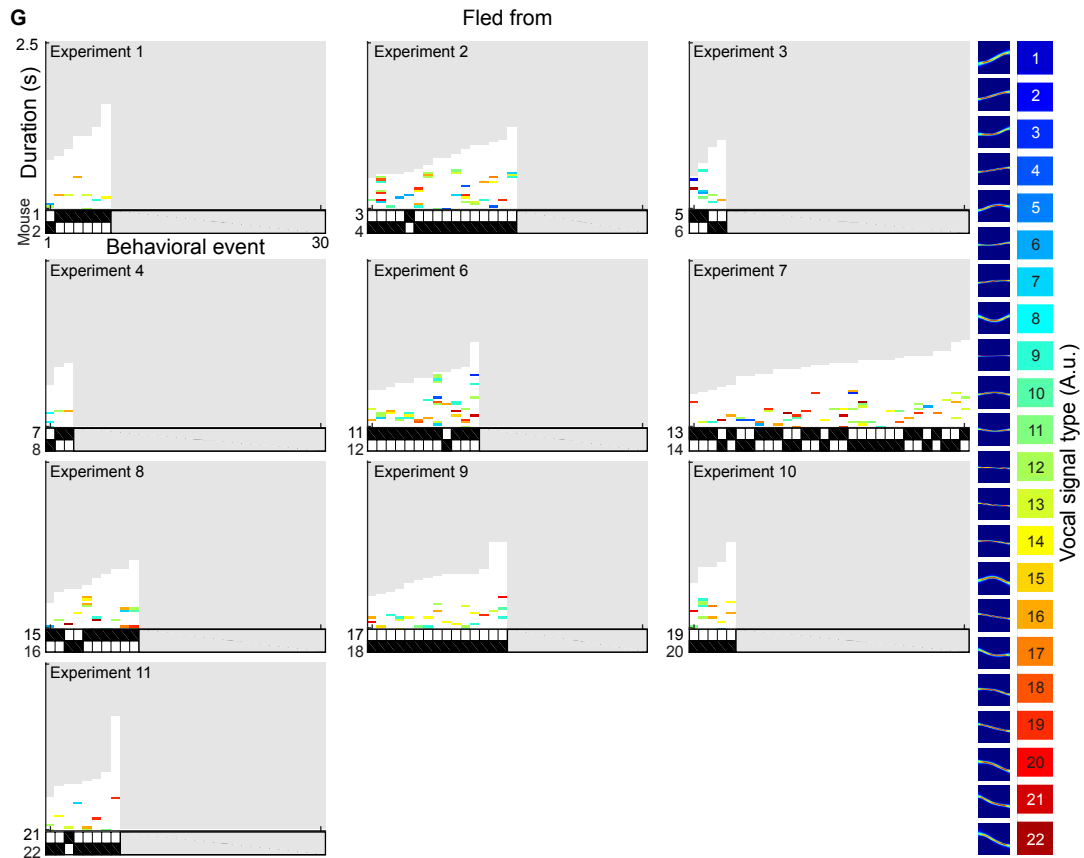 G
Fled from
2.5
Duration (s)
Experiment 1
Experiment 2
Experiment 3
Mouse
1
2
3
4
5
6
1
30
Behavioral event
Experiment 4
Experiment 6
Experiment 7
7
8
11
12
13
14
Experiment 8
Experiment 9
Experiment 10
15
16
17
18
19
20
Experiment 11
21
22
1
2
3
4
5
6
7
8
9
10
11
12
13
14
15
16
17
18
19
20
21
22
Vocal signal type (A.u.)